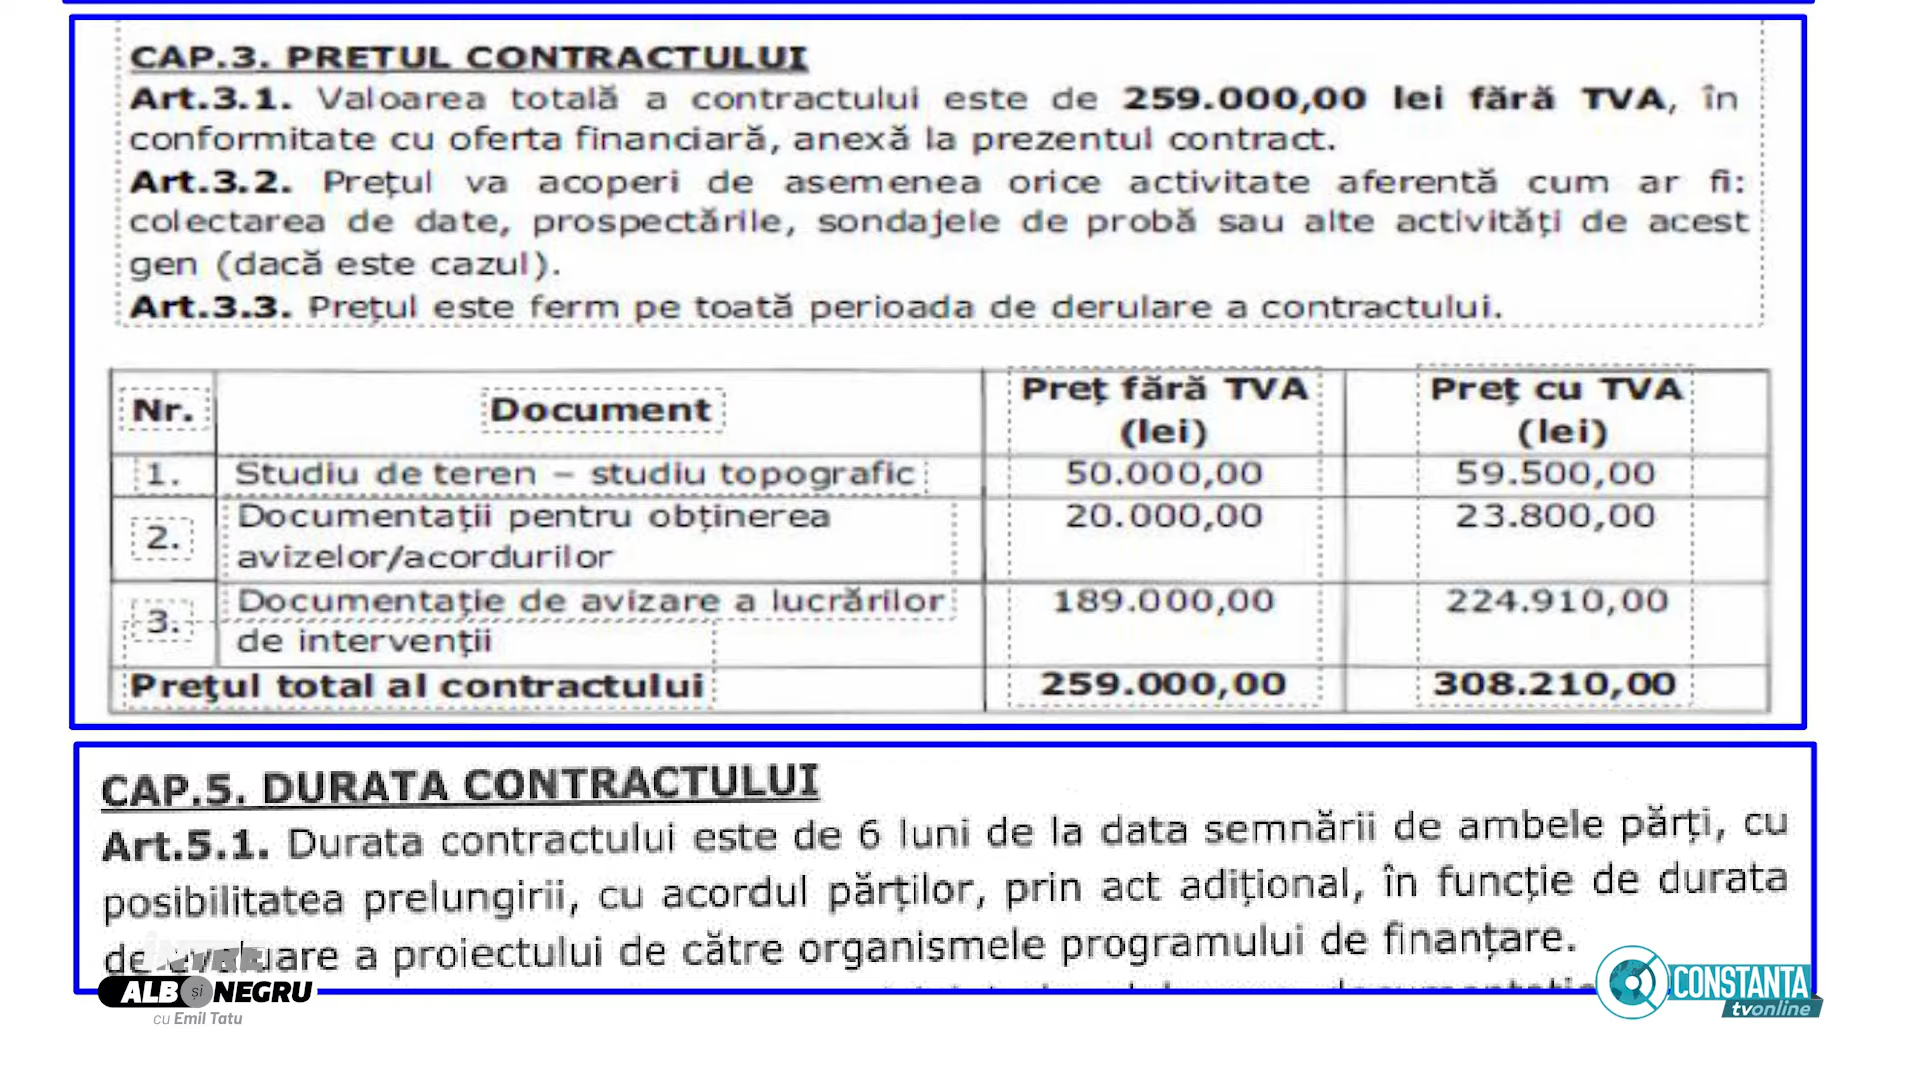 CAP.3. PRETUL CONTRACTULUI
Art.3.1. Valoarea totală a contractului este de 259.000,00 lei fără TVA, în
conformitate cu oferta financiară, anexă la prezentul contract.
Art.3.2. Prețul va acoperi de asemenea orice activitate aferentă cum ar fi:
colectarea de date, prospectările, sondajele de probă sau alte activități de acest
gen (dacă este cazul).
Art.3.3. Prețul este ferm pe toată perioada de derulare a contractului.
Nr. Document Preț fără TVA (lei) Preț cu TVA (lei)
1. Studiu de teren – studiu topografic 50.000,00 59.500,00
2. Documentații pentru obținerea avizelor/acordurilor 20.000,00 23.800,00
3. Documentație de avizare a lucrărilor de intervenții 189.000,00 224.910,00
Prețul total al contractului 259.000,00 308.210,00
CAP.5. DURATA CONTRACTULUI
Art.5.1. Durata contractului este de 6 luni de la data semnării de ambele părți, cu
posibilitatea prelungirii, cu acordul părților, prin act adițional, în funcție de durata
de a proiectului de către organismele programului de finanțare.
ÎNTRE
ALB și NEGRU
cu Emil Tatu
CONSTANTA
tvonline